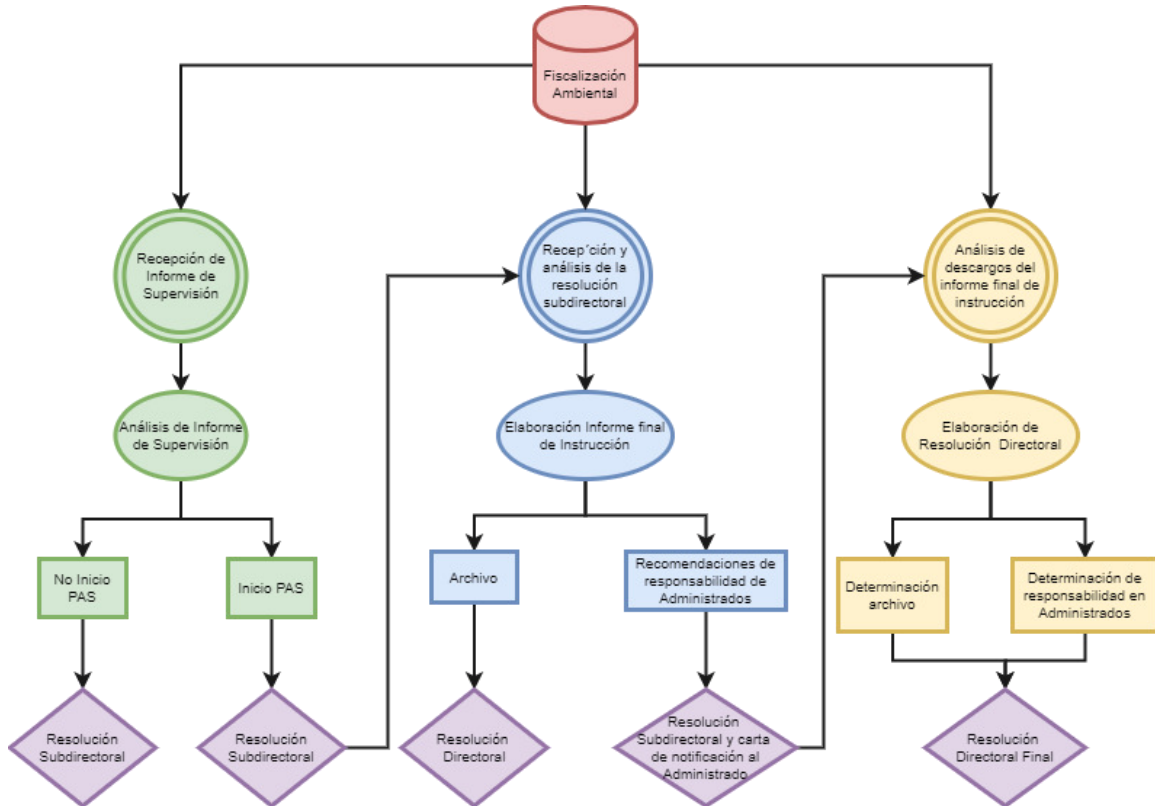 Fiscalización
Ambiental
Recepción de
Informe de
Supervisión
Recep´ción y
análisis de la
resolución
subdirectoral
Análisis de
descargos del
informe final de
instrucción
Análisis de Informe
de Supervisión
Elaboración Informe final
de Instrucción
Elaboración de
Resolución Directoral
No Inicio
PAS
Inicio PAS
Archivo
Recomendaciones de
responsabilidad de
Administrados
Determinación
archivo
Determinación de
responsabilidad en
Administrados
Resolución
Subdirectoral
Resolución
Subdirectoral
Resolución
Directoral
Resolución
Subdirectoral y carta
de notificación al
Administrado
Resolución
Directoral Final